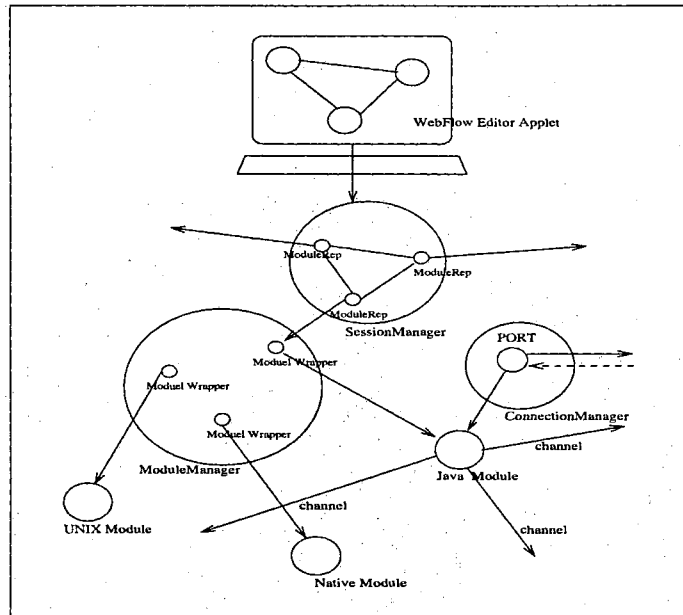 WebFlow Editor Applet
ModuleRep
ModuleRep
ModuleRep
SessionManager
PORT
Moduel Wrapper
Moduel Wrapper
ConnectionManager
Moduel Wrapper
channel
ModuleManager
Java Module
channel
UNIX Module
channel
Native Module